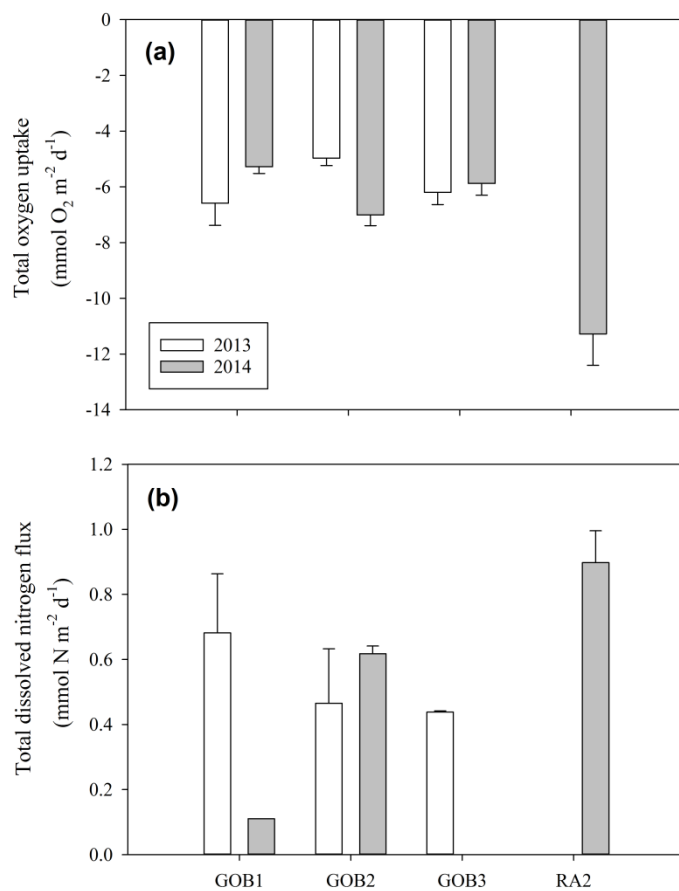 (a)
Total oxygen uptake
(mmol O₂ m⁻² d⁻¹)
0
-2
-4
-6
-8
-10
-12
-14
2013
2014
(b)
Total dissolved nitrogen flux
(mmol N m⁻² d⁻¹)
1.2
1.0
0.8
0.6
0.4
0.2
0.0
GOB1 GOB2 GOB3 RA2